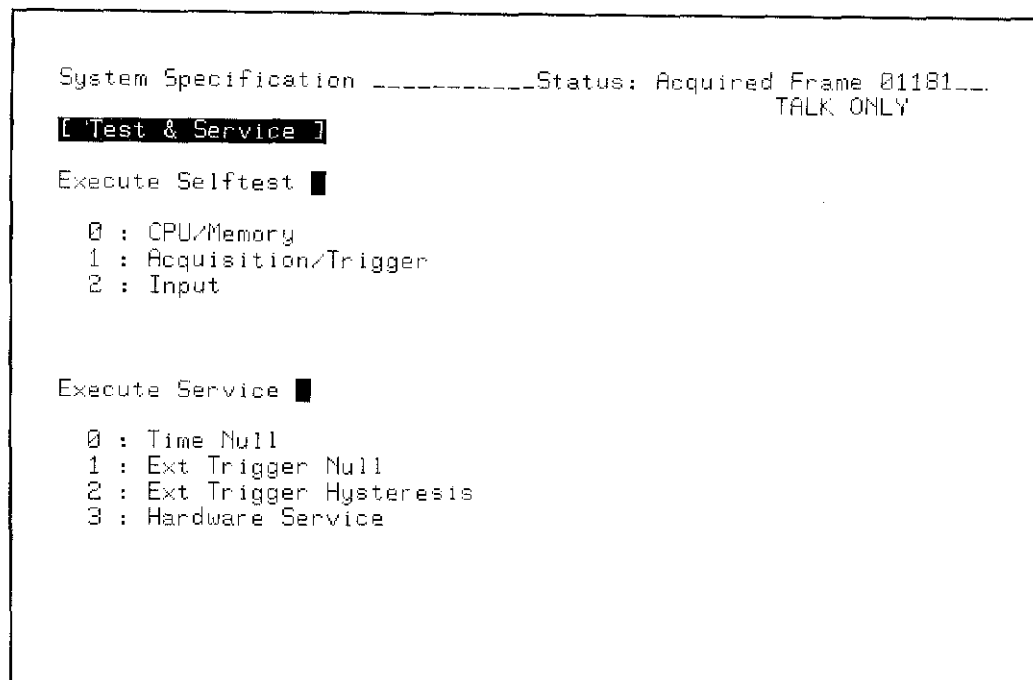 System Specification ___________Status: Acquired Frame 01181__.
TALK ONLY
[ Test & Service ]
Execute Selftest █
0 : CPU/Memory
1 : Acquisition/Trigger
2 : Input
Execute Service █
0 : Time Null
1 : Ext Trigger Null
2 : Ext Trigger Hysteresis
3 : Hardware Service